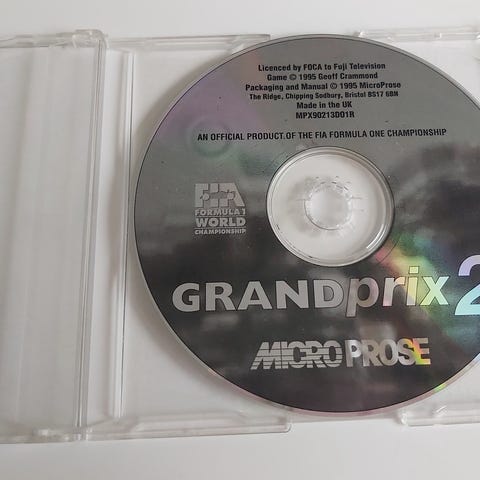 Licenced by FOCA to Fuji Television
Game © 1995 Geoff Crammond
Packaging and Manual © 1995 MicroProse
The Ridge, Chipping Sodbury, Bristol BS17 6BN
Made in the UK
MPX90213D01R
AN OFFICIAL PRODUCT OF THE FIA FORMULA ONE CHAMPIONSHIP
FIA
FORMULA 1
WORLD
CHAMPIONSHIP
GRANDprix 2
MICROPROSE